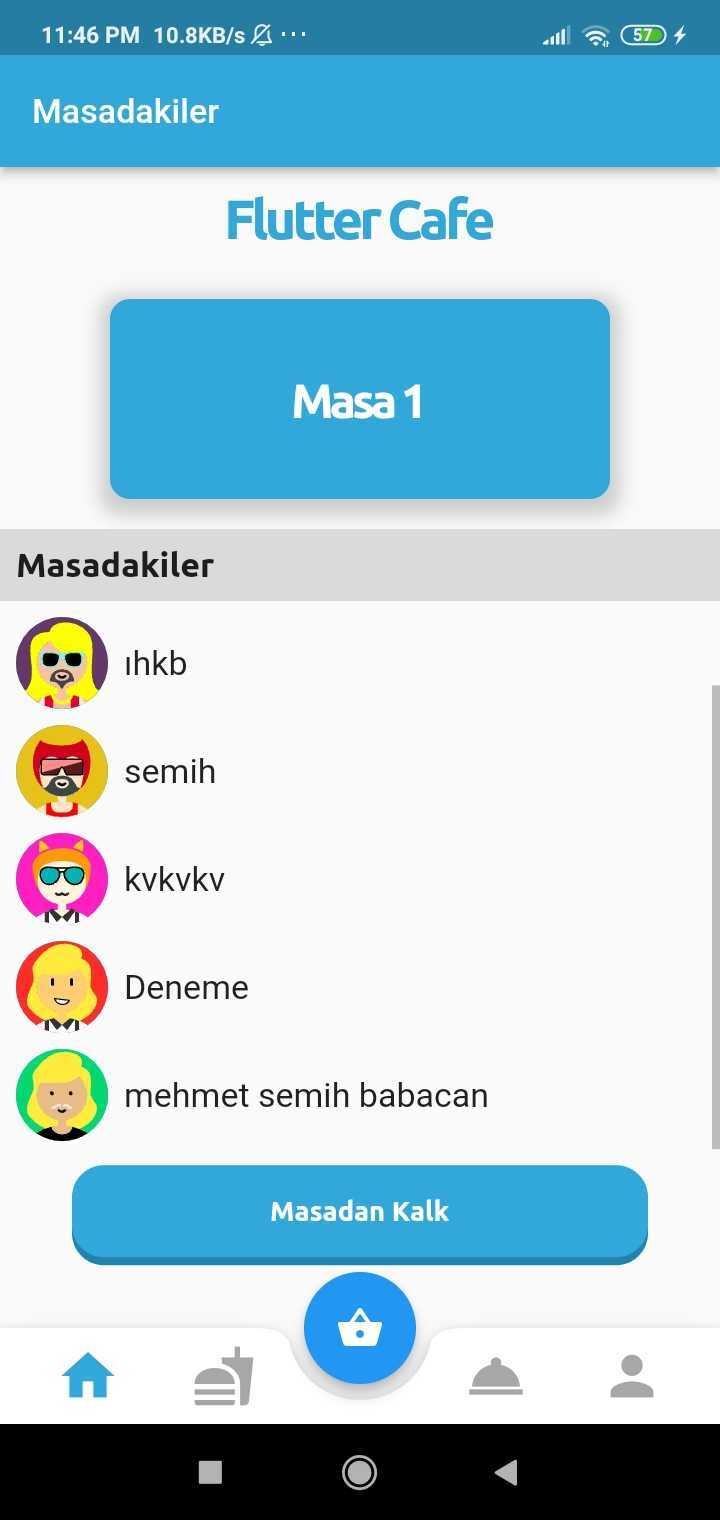 11:46 PM 10.8KB/s ... 57
Masadakiler
Flutter Cafe
Masa 1
Masadakiler
ıhkb
semih
kvkvkv
Deneme
mehmet semih babacan
Masadan Kalk